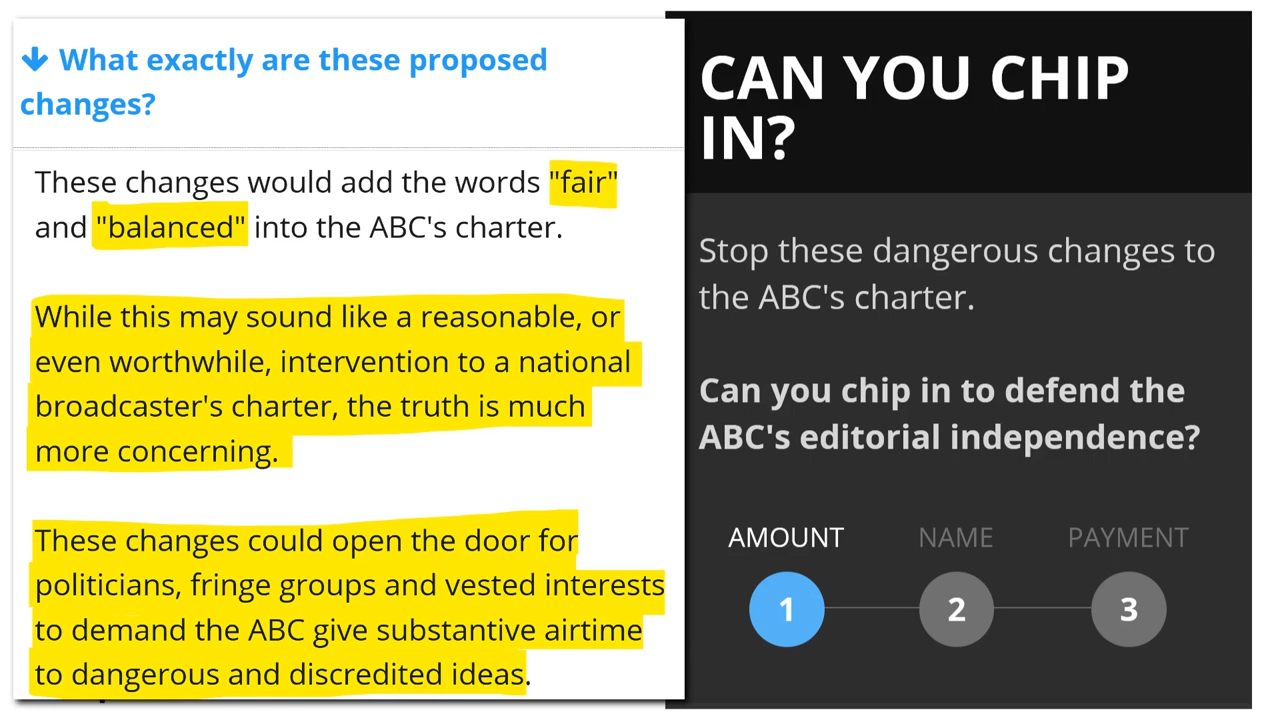 What exactly are these proposed
changes?
These changes would add the words "fair"
and "balanced" into the ABC's charter.
While this may sound like a reasonable, or
even worthwhile, intervention to a national
broadcaster's charter, the truth is much
more concerning.
These changes could open the door for
politicians, fringe groups and vested interests
to demand the ABC give substantive airtime
to dangerous and discredited ideas.
CAN YOU CHIP
IN?
Stop these dangerous changes to
the ABC's charter.
Can you chip in to defend the
ABC's editorial independence?
AMOUNT NAME PAYMENT
1 2 3